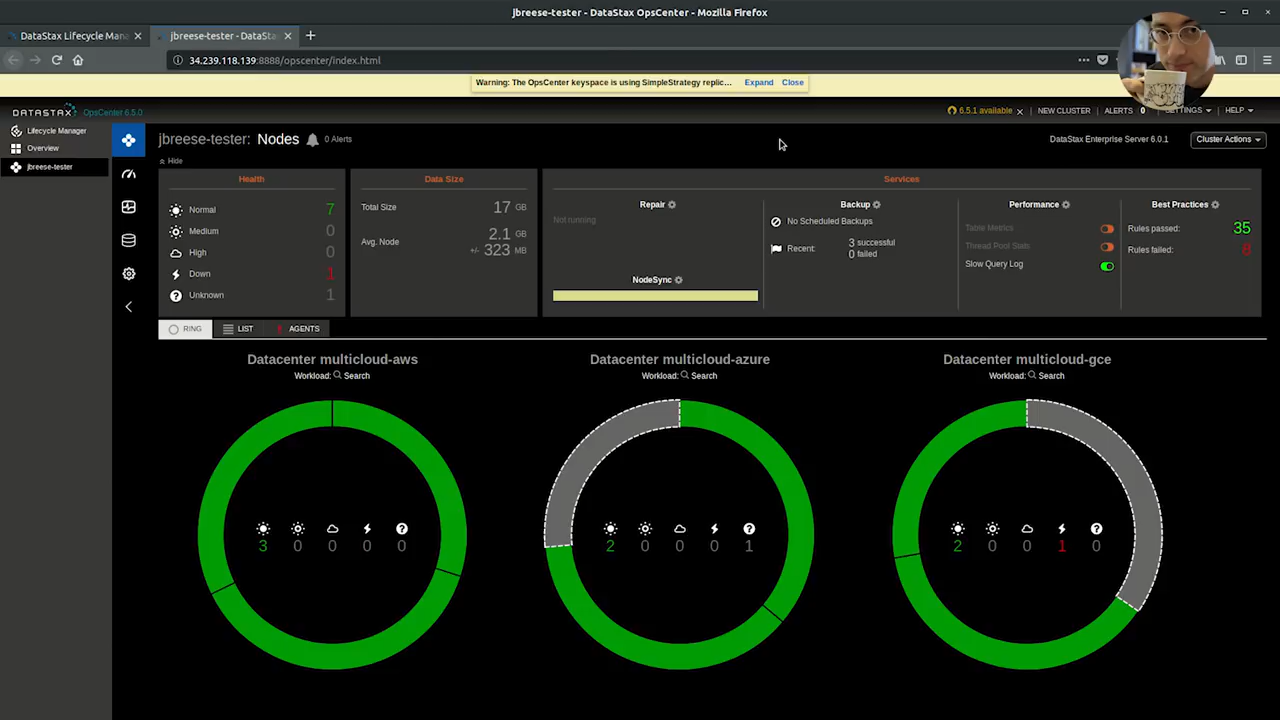 jbreese-tester - DataStax OpsCenter - Mozilla Firefox
DataStax Lifecycle Mana
jbreese-tester - DataSta
34.239.118.139:8888/opscenter/index.html
Warning: The OpsCenter keyspace is using SimpleStrategy replic... Expand Close
DATASTAX OpsCenter 6.5.0
6.5.1 available NEW CLUSTER ALERTS 0 SETTINGS HELP
Lifecycle Manager
Overview
jbreese-tester
jbreese-tester: Nodes 0 Alerts
DataStax Enterprise Server 6.0.1
Cluster Actions
Hide
Health
Normal 7
Medium 0
High 0
Down 1
Unknown 1
Data Size
Total Size 17 GB
Avg. Node 2.1 GB
+/- 323 MB
Services
Repair
Not running
NodeSync
Backup
No Scheduled Backups
Recent: 3 successful
0 failed
Performance
Table Metrics
Thread Pool Stats
Slow Query Log
Best Practices
Rules passed: 35
Rules failed: 8
RING LIST AGENTS
Datacenter multicloud-aws
Workload: Search
3 0 0 0 0
Datacenter multicloud-azure
Workload: Search
2 0 0 0 1
Datacenter multicloud-gce
Workload: Search
2 0 0 1 0